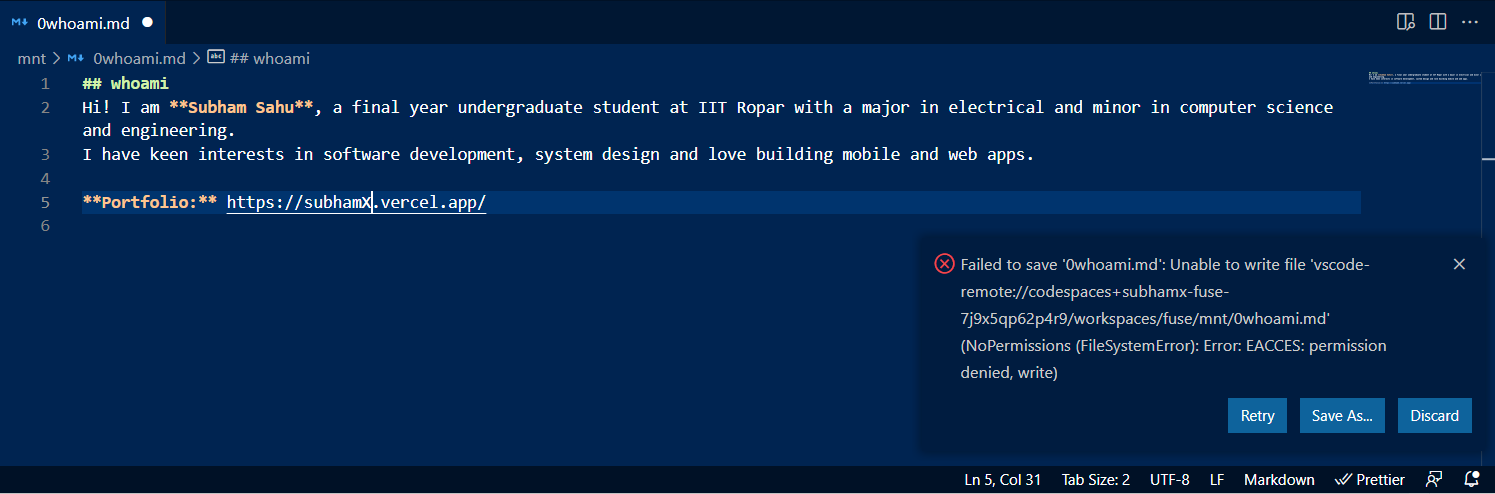 0whoami.md
mnt > 0whoami.md > ## whoami
1 ## whoami
2 Hi! I am **Subham Sahu**, a final year undergraduate student at IIT Ropar with a major in electrical and minor in computer science
and engineering.
3 I have keen interests in software development, system design and love building mobile and web apps.
4
5 **Portfolio:** https://subhamX.vercel.app/
6
Failed to save '0whoami.md': Unable to write file 'vscode-
remote://codespaces+subhamx-fuse-
7j9x5qp62p4r9/workspaces/fuse/mnt/0whoami.md'
(NoPermissions (FileSystemError): Error: EACCES: permission
denied, write)
Retry Save As... Discard
Ln 5, Col 31 Tab Size: 2 UTF-8 LF Markdown Prettier